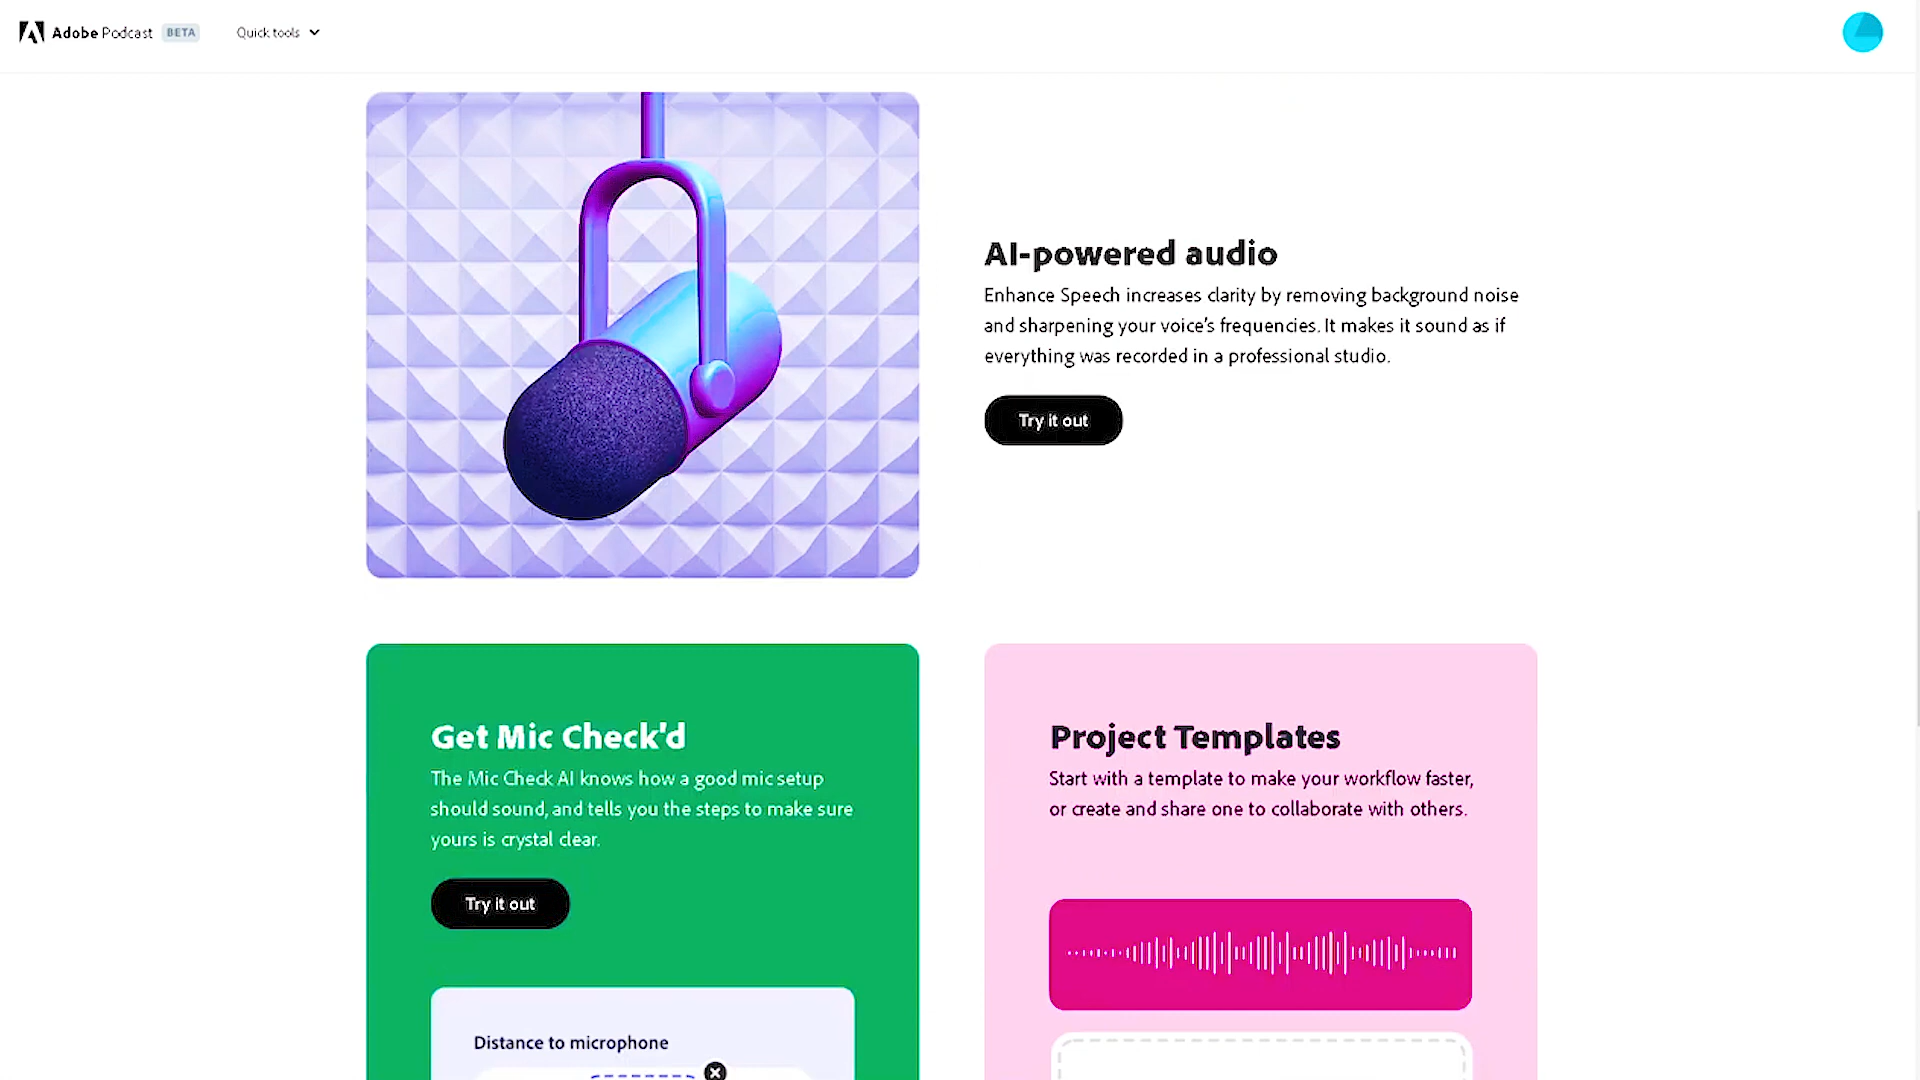 Adobe Podcast BETA Quick tools
AI-powered audio
Enhance Speech increases clarity by removing background noise
and sharpening your voice's frequencies. It makes it sound as if
everything was recorded in a professional studio.
Try it out
Get Mic Check'd
The Mic Check AI knows how a good mic setup
should sound, and tells you the steps to make sure
yours is crystal clear.
Try it out
Distance to microphone
Project Templates
Start with a template to make your workflow faster,
or create and share one to collaborate with others.